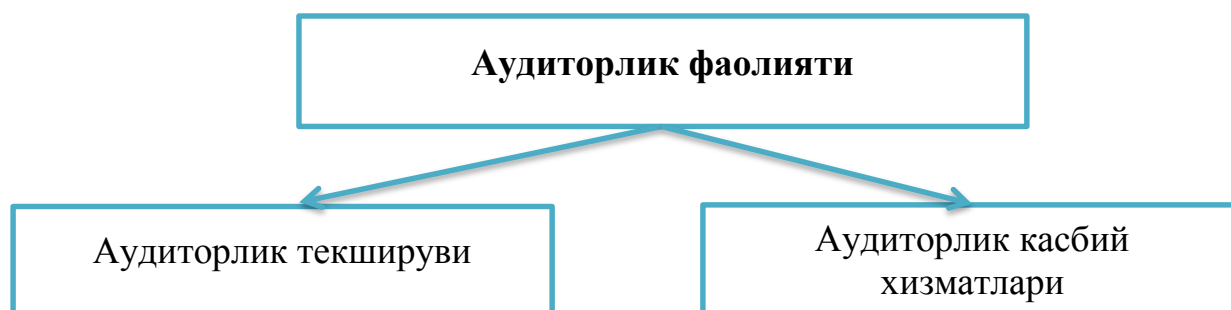 Аудиторлик фаолияти
Аудиторлик текшируви
Аудиторлик касбий
хизматлари